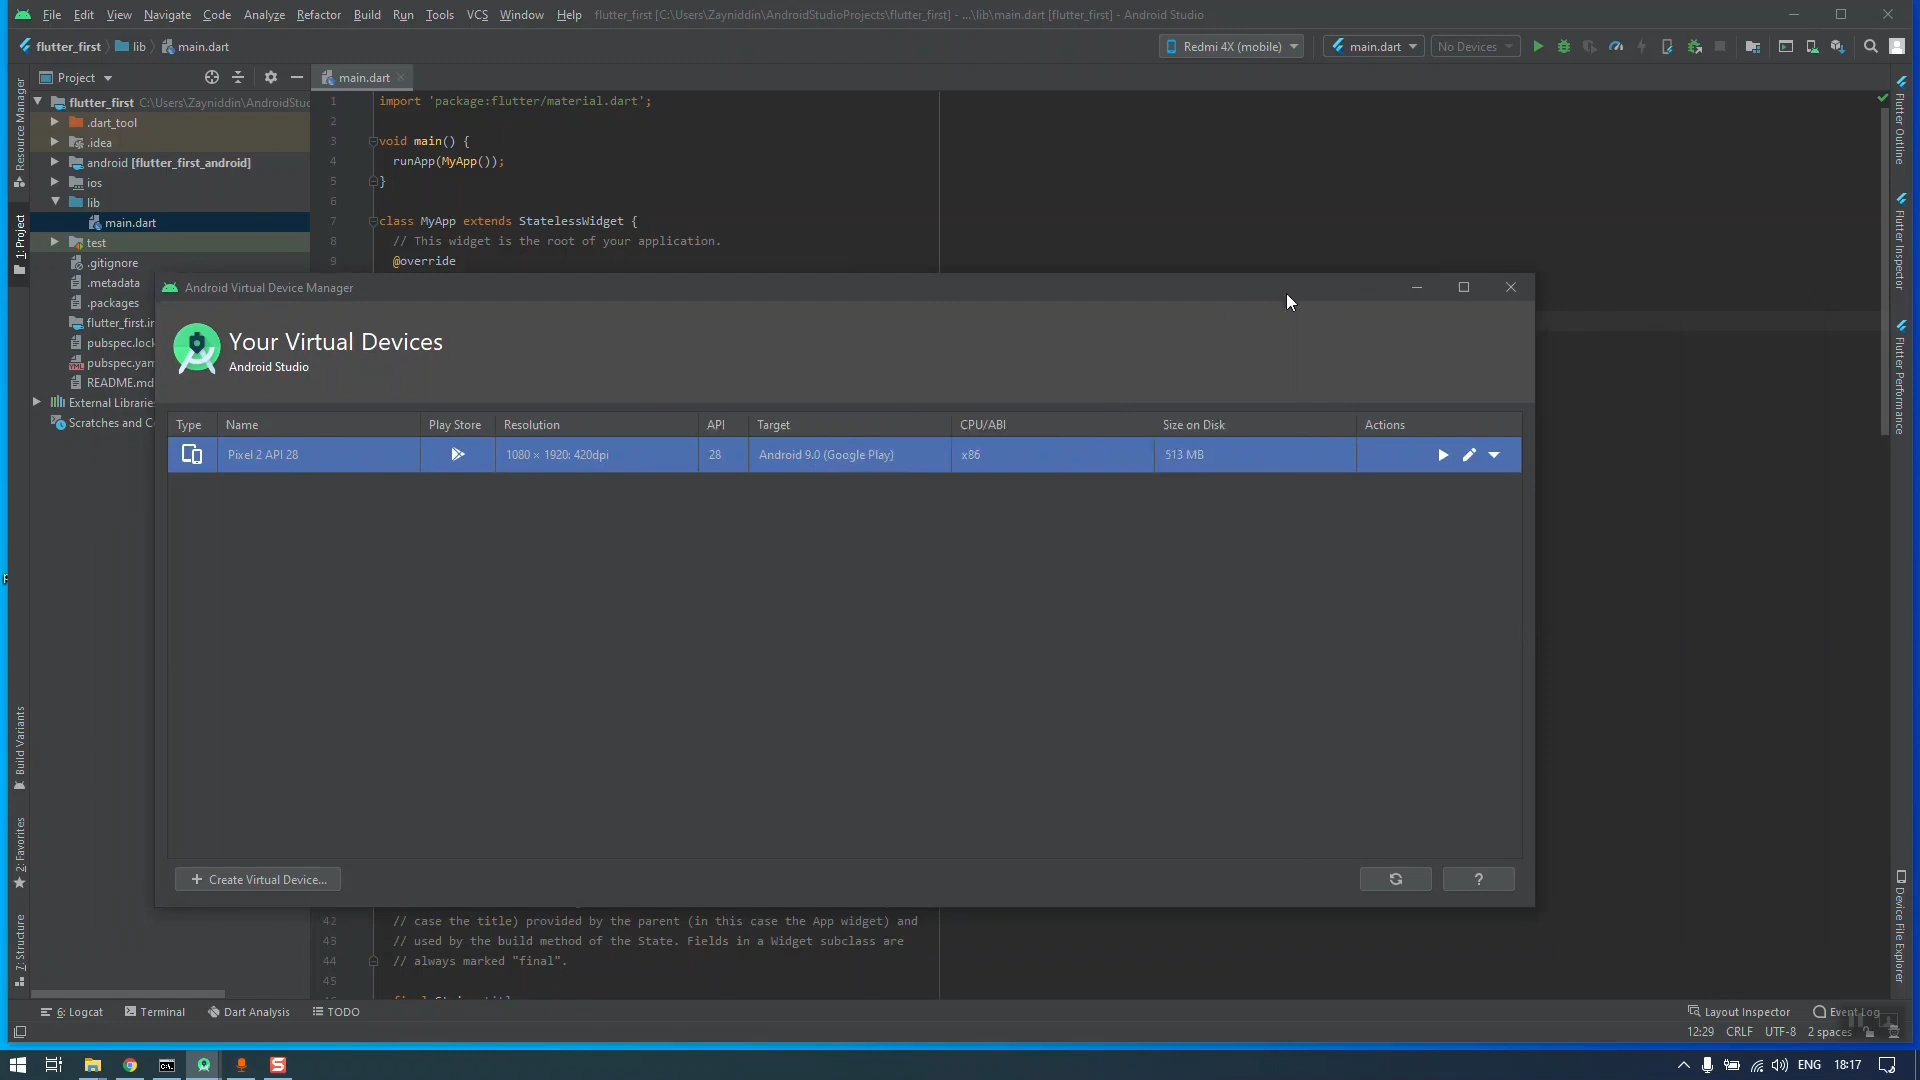 File Edit View Navigate Code Analyze Refactor Build Run Tools VCS Window Help flutter_first [C:\Users\Zayniddin\AndroidStudioProjects\flutter_first] - ...\lib\main.dart [flutter_first] - Android Studio
flutter_first lib main.dart Redmi 4X (mobile) main.dart No Devices
Project main.dart
flutter_first C:\Users\Zayniddin\AndroidStu
.dart_tool
.idea
android [flutter_first_android]
ios
lib
main.dart
test
.gitignore
.metadata
.packages
flutter_first.i
pubspec.lock
pubspec.yam
README.md
External Librarie
Scratches and C
1 import 'package:flutter/material.dart';
2
3 void main() {
4 runApp(MyApp());
5 }
6
7 class MyApp extends StatelessWidget {
8 // This widget is the root of your application.
9 @override
Android Virtual Device Manager
Your Virtual Devices
Android Studio
Type Name Play Store Resolution API Target CPU/ABI Size on Disk Actions
Pixel 2 API 28 1080 × 1920: 420dpi 28 Android 9.0 (Google Play) x86 513 MB
+ Create Virtual Device... ?
42 // case the title) provided by the parent (in this case the App widget) and
43 // used by the build method of the State. Fields in a Widget subclass are
44 // always marked "final".
45
Resource Manager
1: Project
Build Variants
2: Favorites
7: Structure
Flutter Outline
Flutter Inspector
Flutter Performance
Device File Explorer
6: Logcat Terminal Dart Analysis TODO Layout Inspector Event Log
12:29 CRLF UTF-8 2 spaces
ENG 18:17